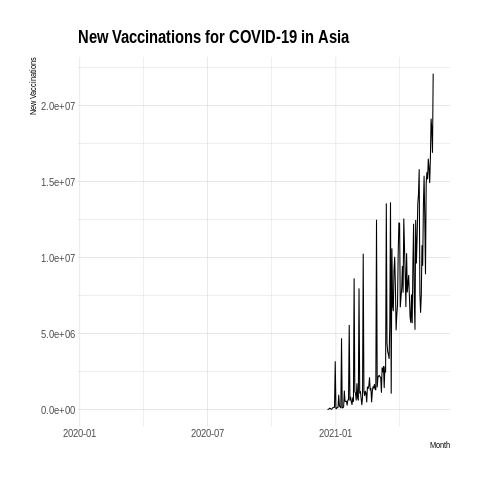 New Vaccinations for COVID-19 in Asia
New Vaccinations
2.0e+07
1.5e+07
1.0e+07
5.0e+06
0.0e+00
2020-01 2020-07 2021-01
Month